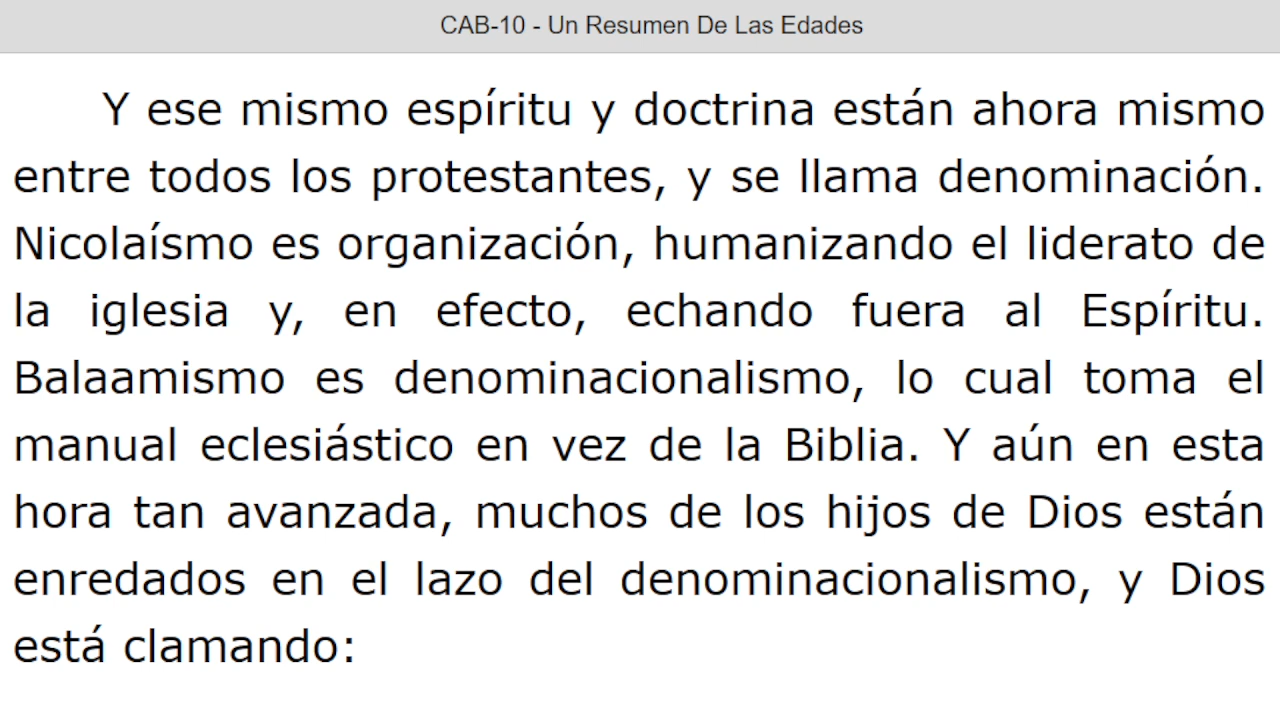 CAB-10 - Un Resumen De Las Edades
Y ese mismo espíritu y doctrina están ahora mismo
entre todos los protestantes, y se llama denominación.
Nicolaísmo es organización, humanizando el liderato de
la iglesia y, en efecto, echando fuera al Espíritu.
Balaamismo es denominacionalismo, lo cual toma el
manual eclesiástico en vez de la Biblia. Y aún en esta
hora tan avanzada, muchos de los hijos de Dios están
enredados en el lazo del denominacionalismo, y Dios
está clamando: